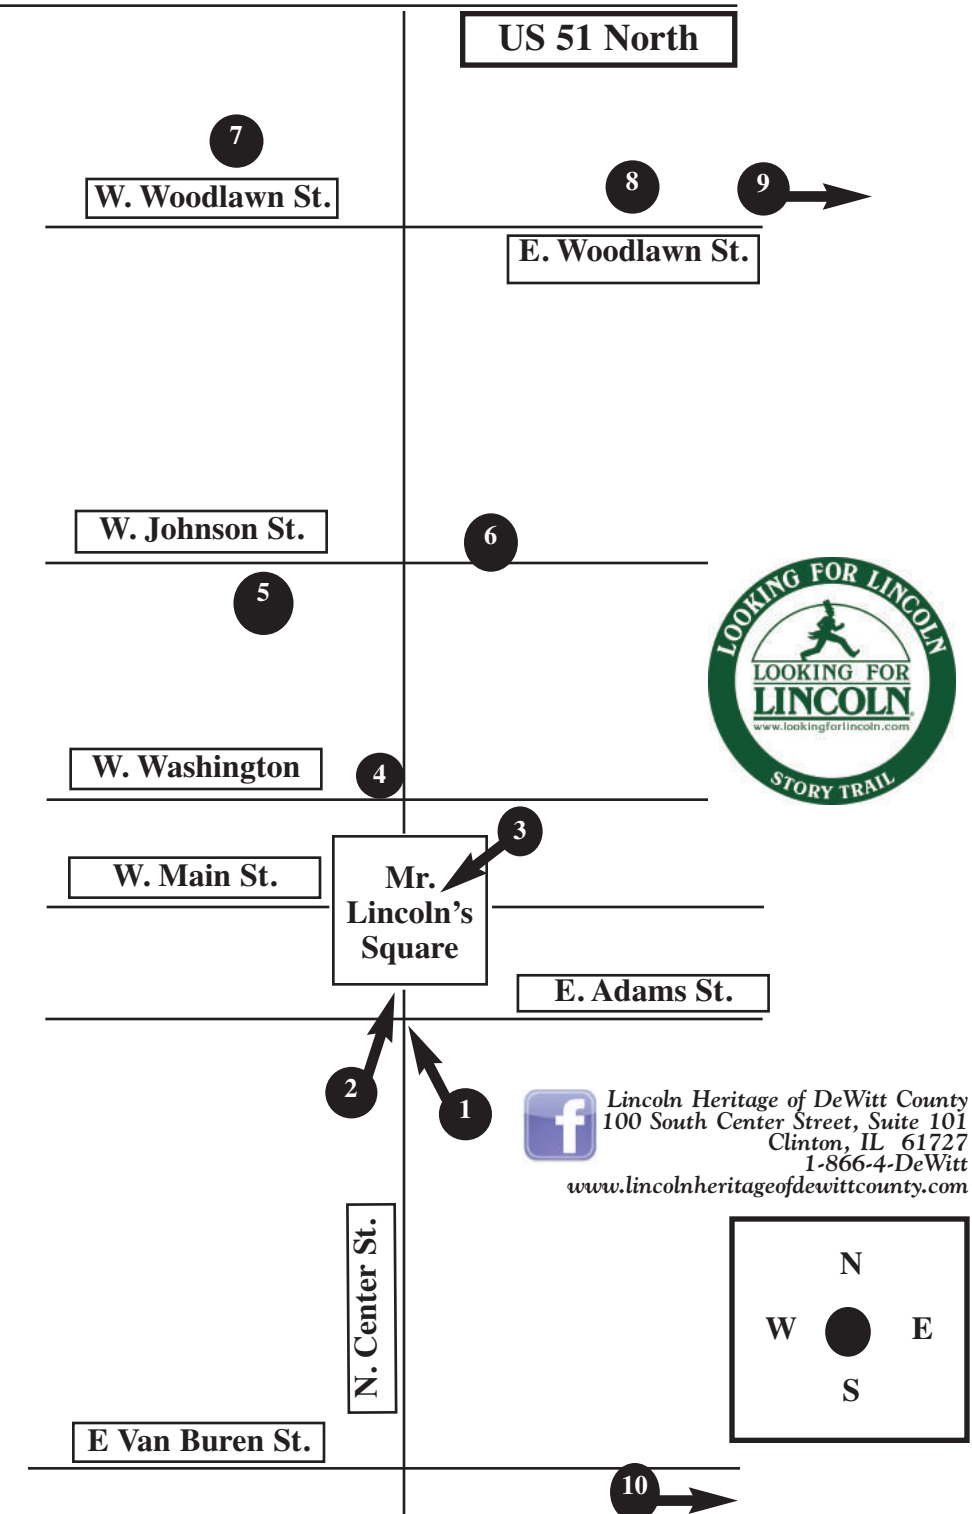 US 51 North
7
W. Woodlawn St.
8
9
E. Woodlawn St.
W. Johnson St.
6
5
LOOKING FOR LINCOLN
LOOKING FOR
LINCOLN
www.lookingforlincoln.com
STORY TRAIL
W. Washington
4
3
W. Main St.
Mr.
Lincoln's
Square
E. Adams St.
2
1
f
Lincoln Heritage of DeWitt County
100 South Center Street, Suite 101
Clinton, IL 61727
1-866-4-DeWitt
www.lincolnheritageofdewittcounty.com
N. Center St.
N
W
E
S
E Van Buren St.
10